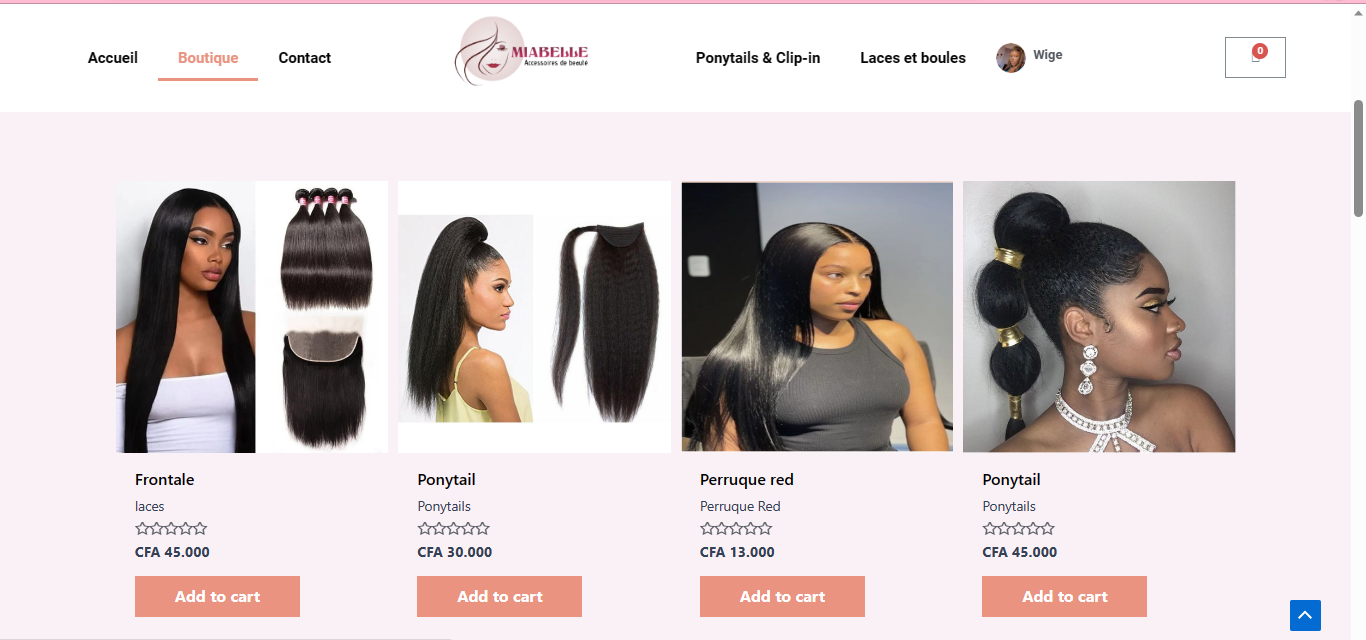 Accueil
Boutique
Contact
MIABELLE
Accessoires de beauté
Ponytails & Clip-in
Laces et boules
Wige
0
Frontale
laces
CFA 45.000
Add to cart
Ponytail
Ponytails
CFA 30.000
Add to cart
Perruque red
Perruque Red
CFA 13.000
Add to cart
Ponytail
Ponytails
CFA 45.000
Add to cart